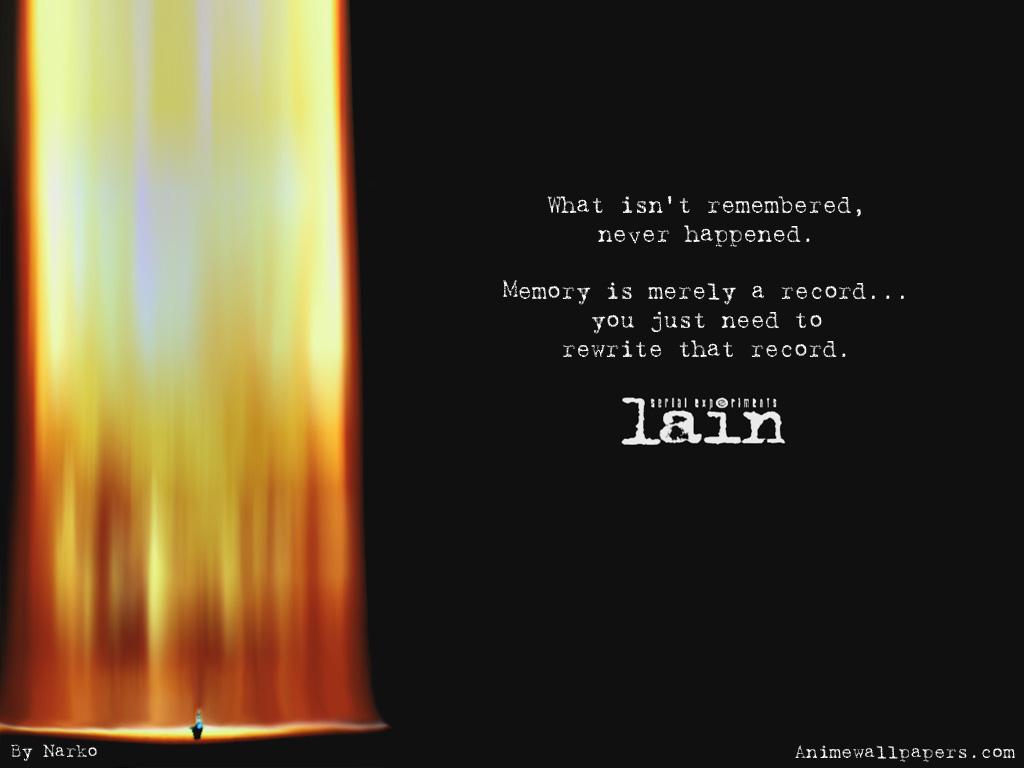 What isn't remembered,
never happened.
Memory is merely a record...
you just need to
rewrite that record.
serial experiments
lain
By Narko
Animewallpapers.com